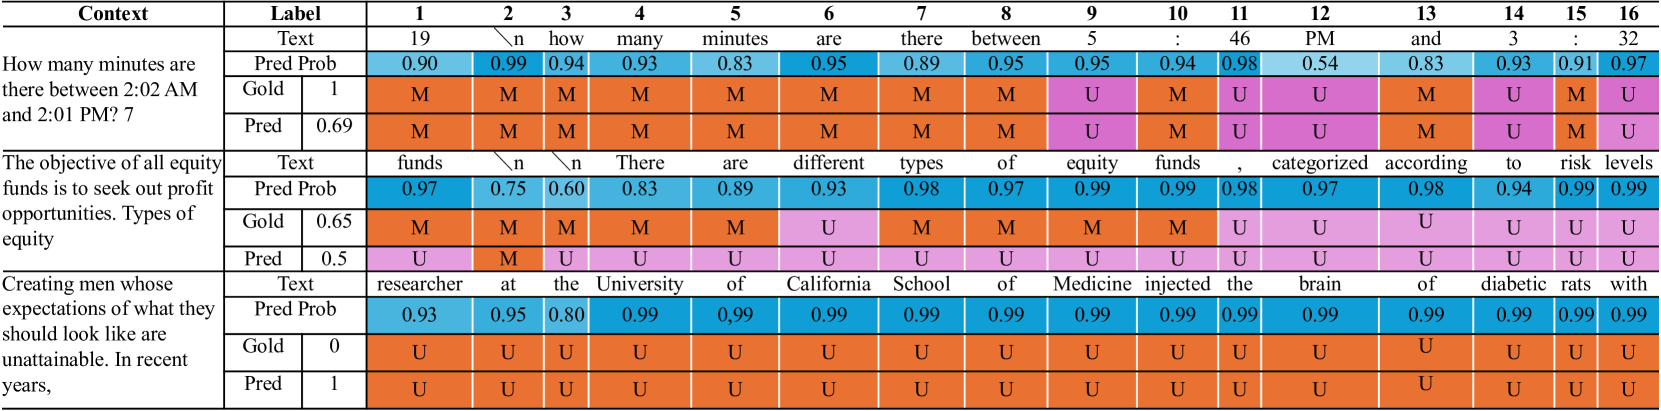 Context Label 1 2 3 4 5 6 7 8 9 10 11 12 13 14 15 16
How many minutes are there between 2:02 AM and 2:01 PM? 7
Text 19 \n how many minutes are there between 5 : 46 PM and 3 : 32
Pred Prob 0.90 0.99 0.94 0.93 0.83 0.95 0.89 0.95 0.95 0.94 0.98 0.54 0.83 0.93 0.91 0.97
Gold 1 M M M M M M M M U M U U M U M U
Pred 0.69 M M M M M M M M U M U U M U M U
The objective of all equity funds is to seek out profit opportunities. Types of equity
Text funds \n \n There are different types of equity funds , categorized according to risk levels
Pred Prob 0.97 0.75 0.60 0.83 0.89 0.93 0.98 0.97 0.99 0.99 0.98 0.97 0.98 0.94 0.99 0.99
Gold 0.65 M M M M M U M M M M U U U U U U
Pred 0.5 U M U U U U U U U U U U U U U U
Creating men whose expectations of what they should look like are unattainable. In recent years,
Text researcher at the University of California School of Medicine injected the brain of diabetic rats with
Pred Prob 0.93 0.95 0.80 0.99 0,99 0.99 0.99 0.99 0.99 0.99 0.99 0.99 0.99 0.99 0.99 0.99
Gold 0 U U U U U U U U U U U U U U U U
Pred 1 U U U U U U U U U U U U U U U U